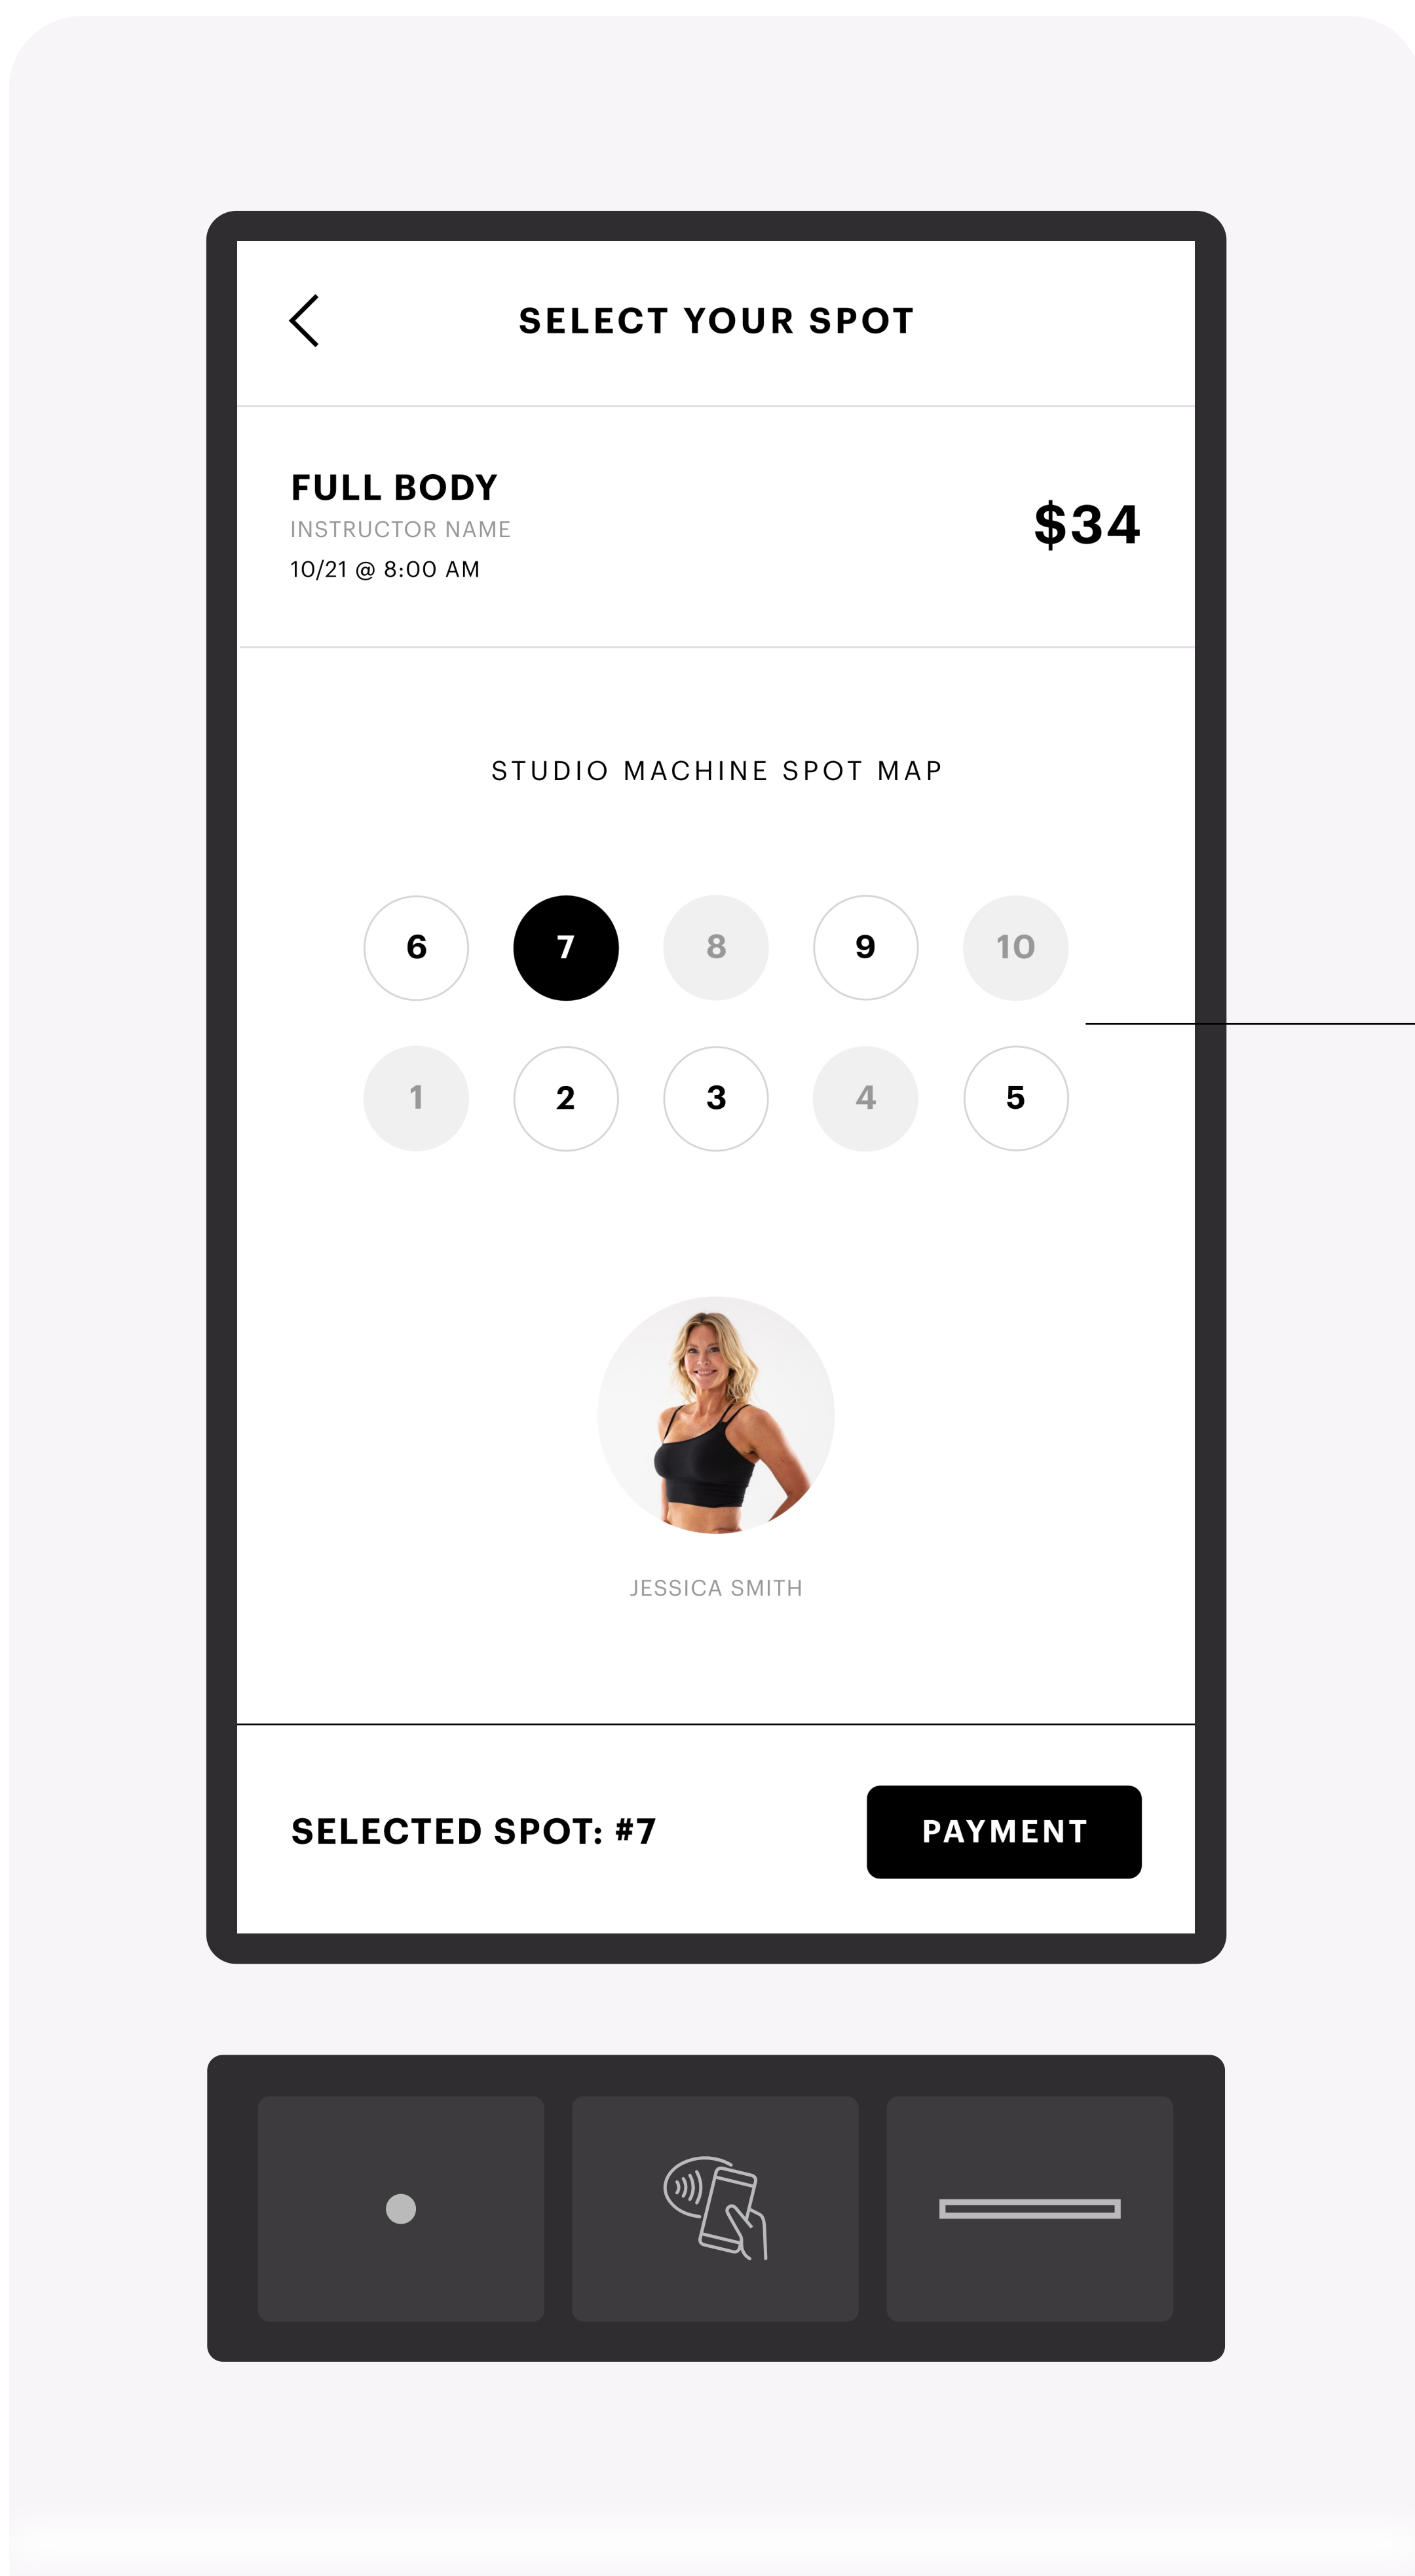 SELECT YOUR SPOT
FULL BODY
INSTRUCTOR NAME
10/21 @ 8:00 AM
$34
STUDIO MACHINE SPOT MAP
6 7 8 9 10
1 2 3 4 5
JESSICA SMITH
SELECTED SPOT: #7
PAYMENT